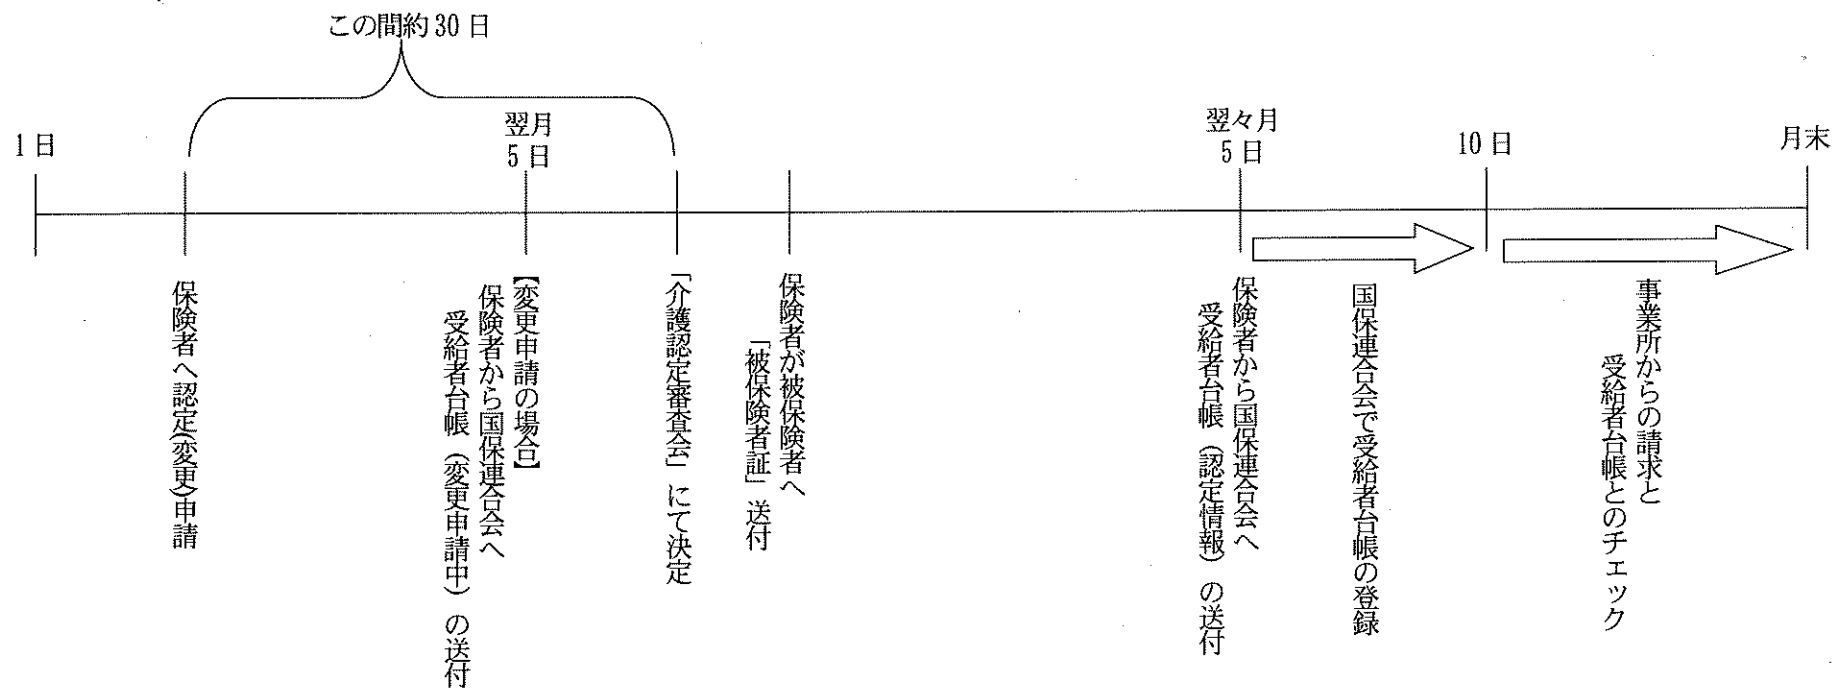 この間約30日
1日
翌月
5日
翌々月
5日
10日
月末
保険者へ認定(変更)申請
【変更申請の場合】
保険者から国保連合会へ
受給者台帳（変更申請中）の送付
「介護認定審査会」にて決定
保険者が被保険者へ
「被保険者証」送付
保険者から国保連合会へ
受給者台帳（認定情報）の送付
国保連合会で受給者台帳の登録
事業所からの請求と
受給者台帳とのチェック